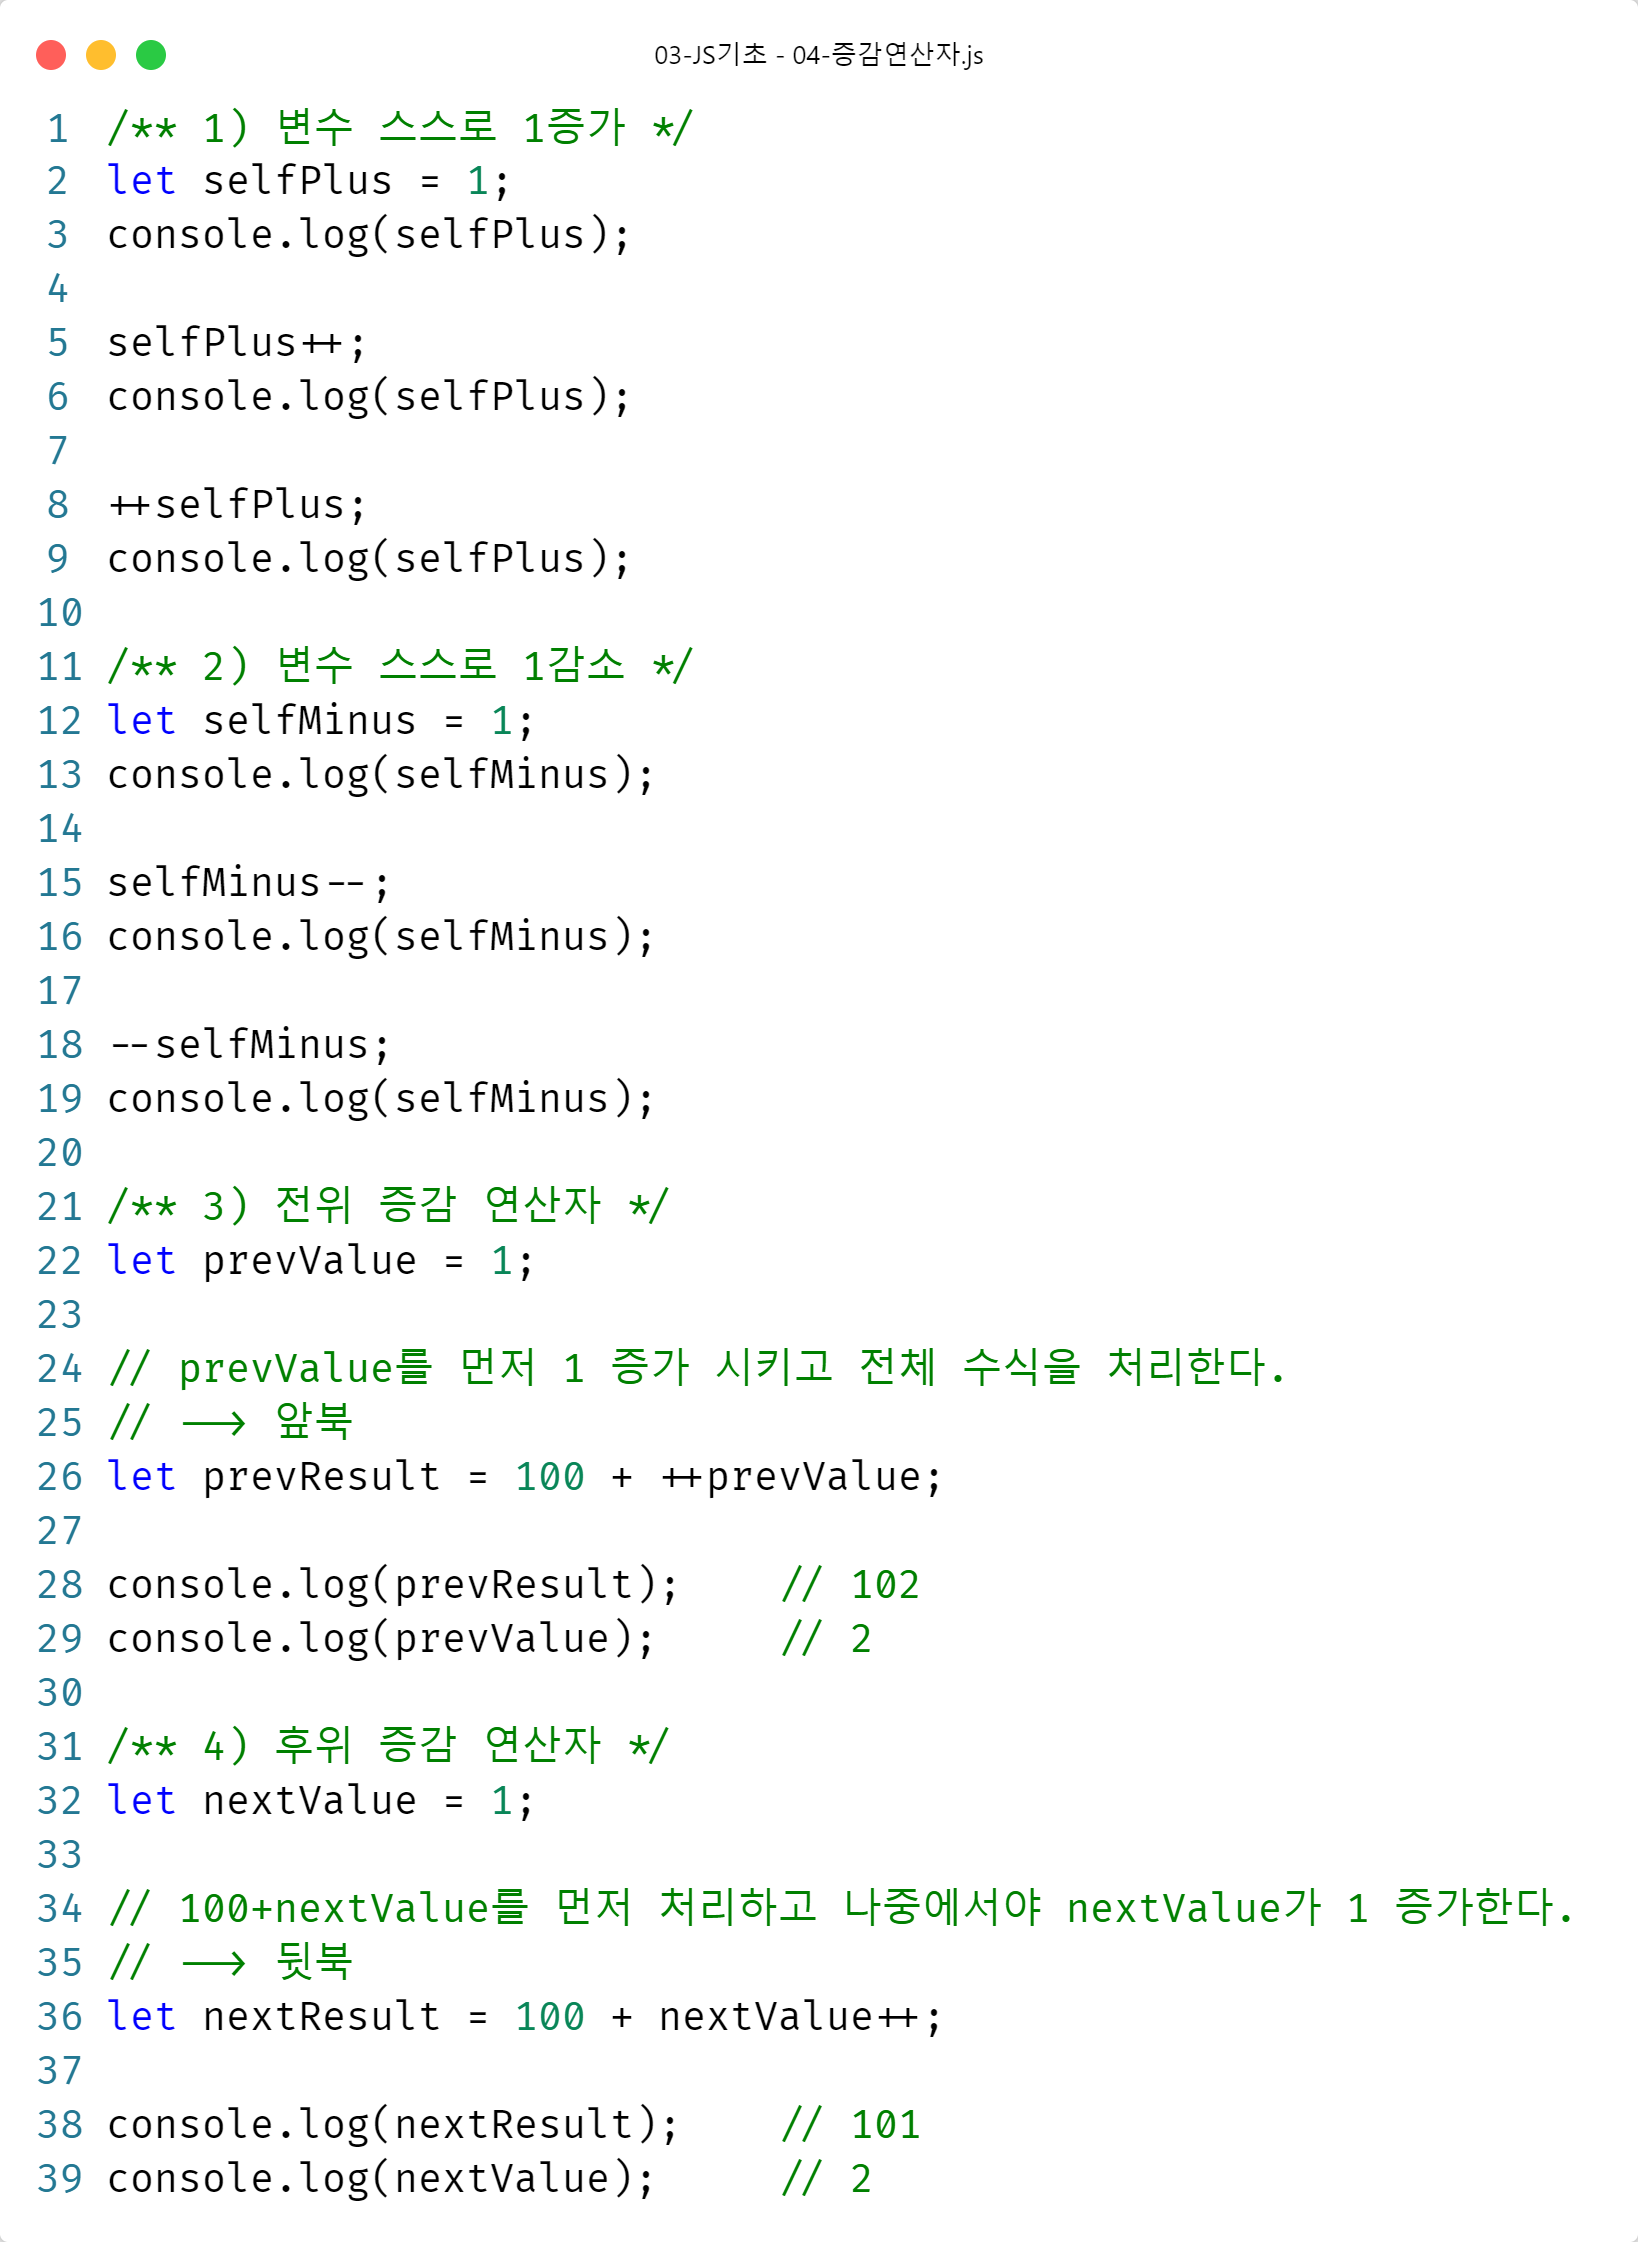 03-JS기초 - 04-증감연산자.js
1 /** 1) 변수 스스로 1증가 */
2 let selfPlus = 1;
3 console.log(selfPlus);
4
5 selfPlus++;
6 console.log(selfPlus);
7
8 ++selfPlus;
9 console.log(selfPlus);
10
11 /** 2) 변수 스스로 1감소 */
12 let selfMinus = 1;
13 console.log(selfMinus);
14
15 selfMinus--;
16 console.log(selfMinus);
17
18 --selfMinus;
19 console.log(selfMinus);
20
21 /** 3) 전위 증감 연산자 */
22 let prevValue = 1;
23
24 // prevValue를 먼저 1 증가 시키고 전체 수식을 처리한다.
25 // --> 앞북
26 let prevResult = 100 + ++prevValue;
27
28 console.log(prevResult);    // 102
29 console.log(prevValue);     // 2
30
31 /** 4) 후위 증감 연산자 */
32 let nextValue = 1;
33
34 // 100+nextValue를 먼저 처리하고 나중에서야 nextValue가 1 증가한다.
35 // --> 뒷북
36 let nextResult = 100 + nextValue++;
37
38 console.log(nextResult);    // 101
39 console.log(nextValue);     // 2